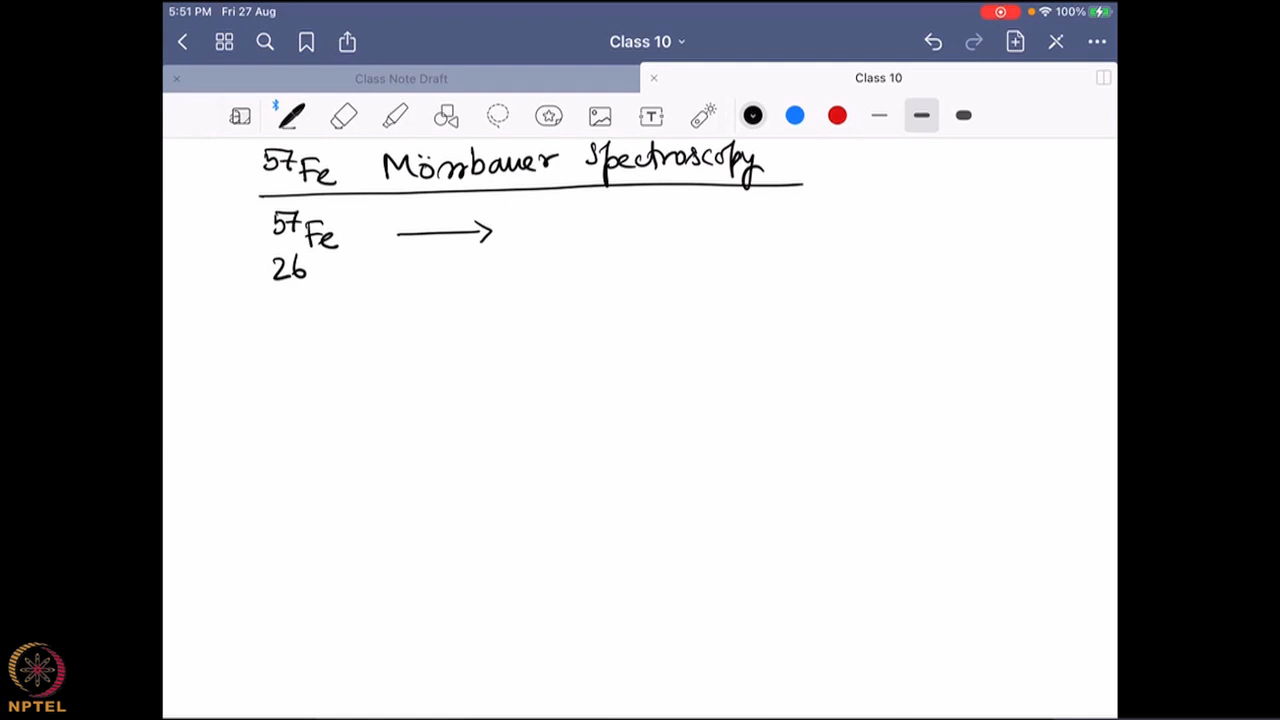 5:51 PM Fri 27 Aug
100%
Class 10
Class Note Draft
Class 10
T
57Fe Mössbauer Spectroscopy
57Fe
26
NPTEL